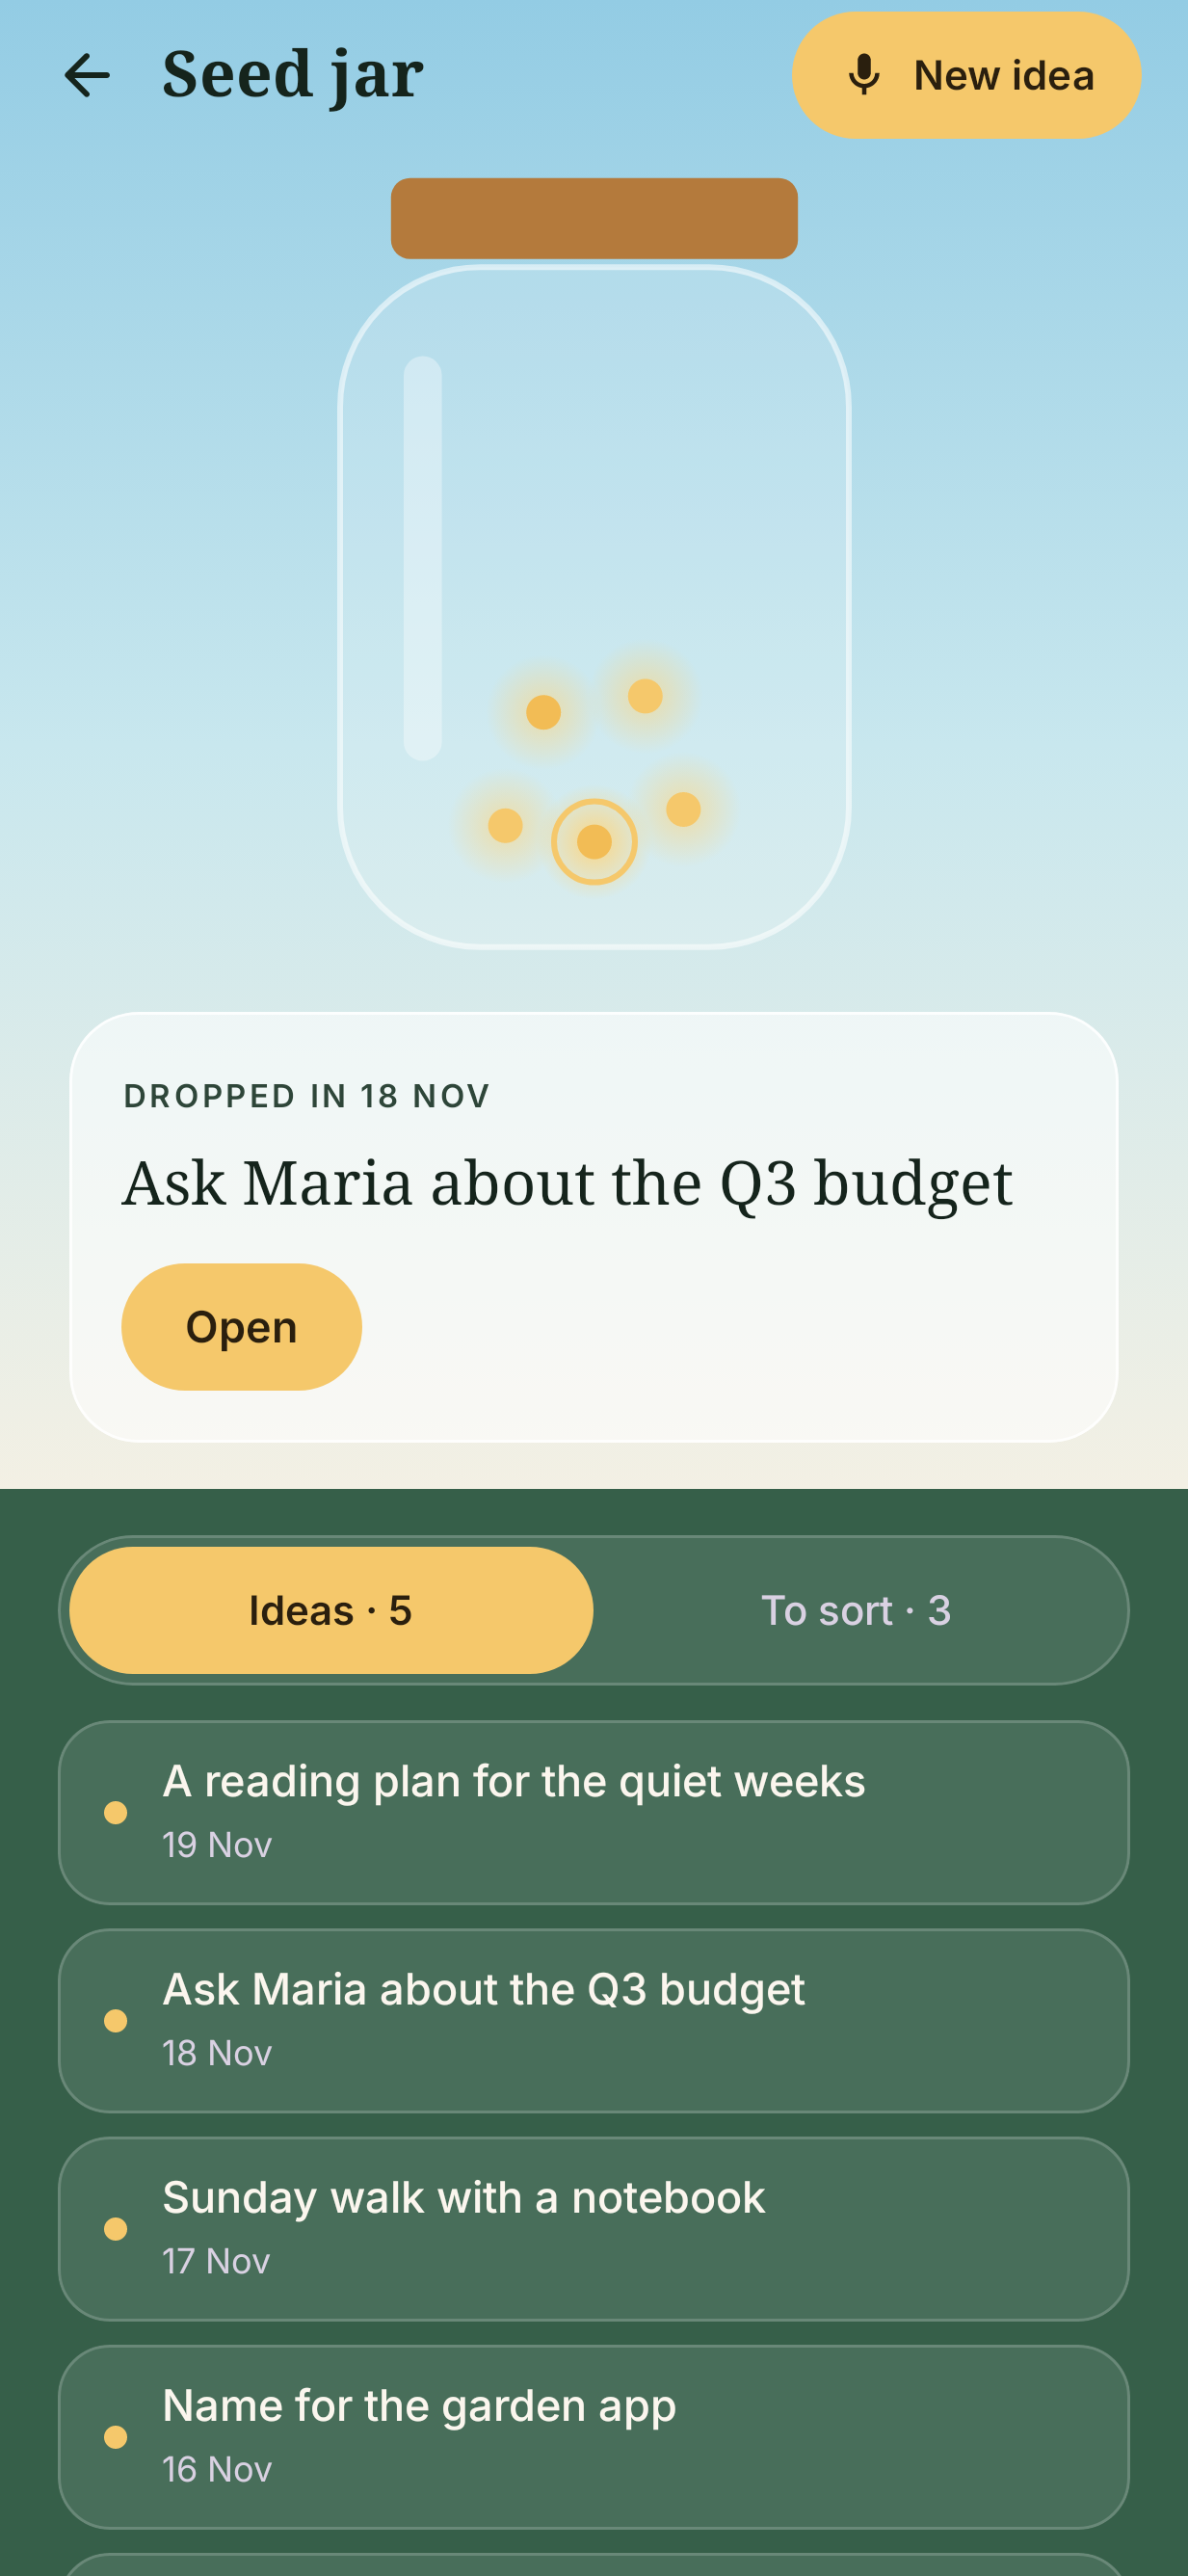 Seed jar
New idea
DROPPED IN 18 NOV
Ask Maria about the Q3 budget
Open
Ideas · 5
To sort · 3
A reading plan for the quiet weeks
19 Nov
Ask Maria about the Q3 budget
18 Nov
Sunday walk with a notebook
17 Nov
Name for the garden app
16 Nov